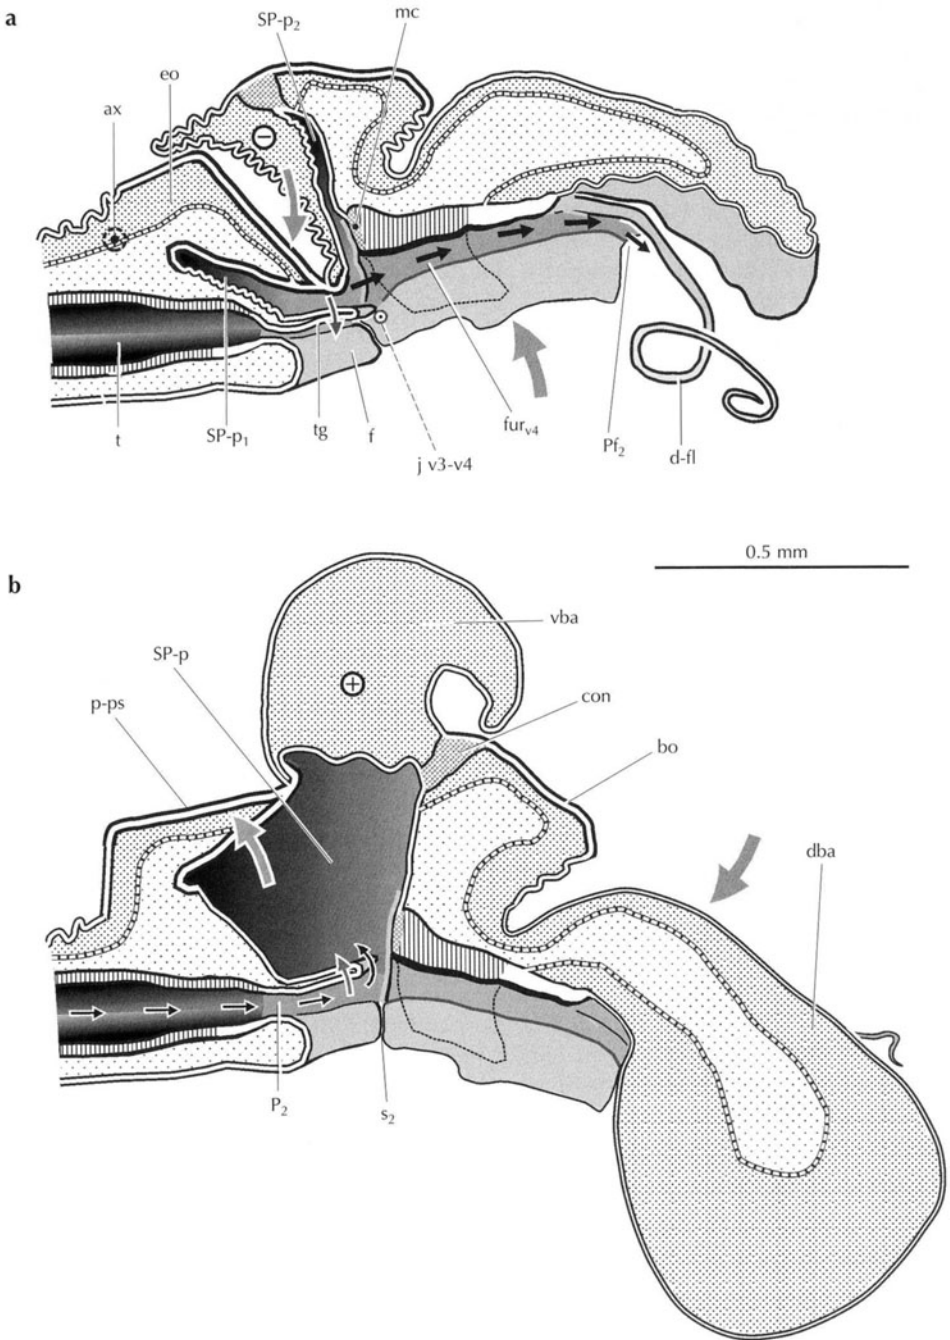 a
SP-p₂
mc
eo
ax
t
SP-p₁
tg
f
j v3-v4
fur_v4
Pf₂
d-fl
0.5 mm
b
vba
SP-p
con
p-ps
bo
dba
P₂
s₂